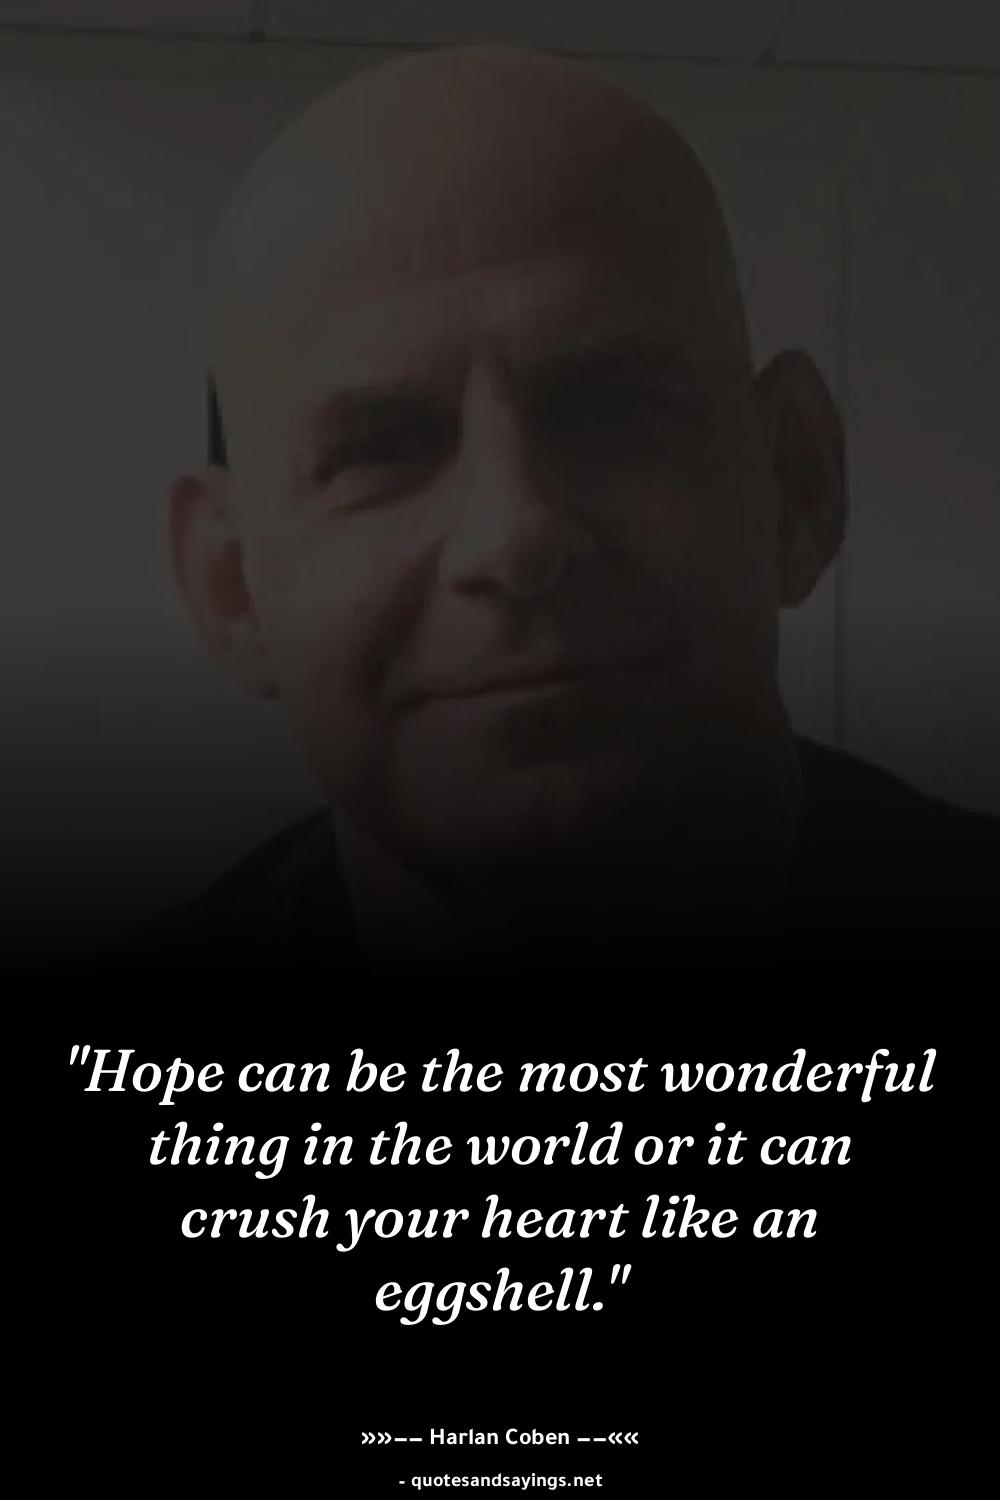 "Hope can be the most wonderful
thing in the world or it can
crush your heart like an
eggshell."
»»–– Harlan Coben ––««
- quotesandsayings.net